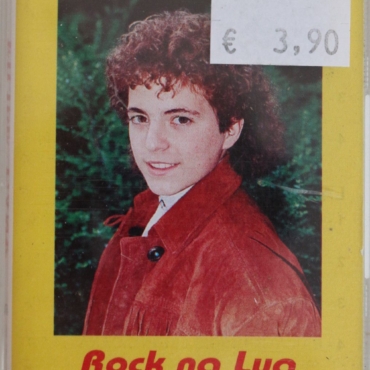 € 3,90
Rock na Lua